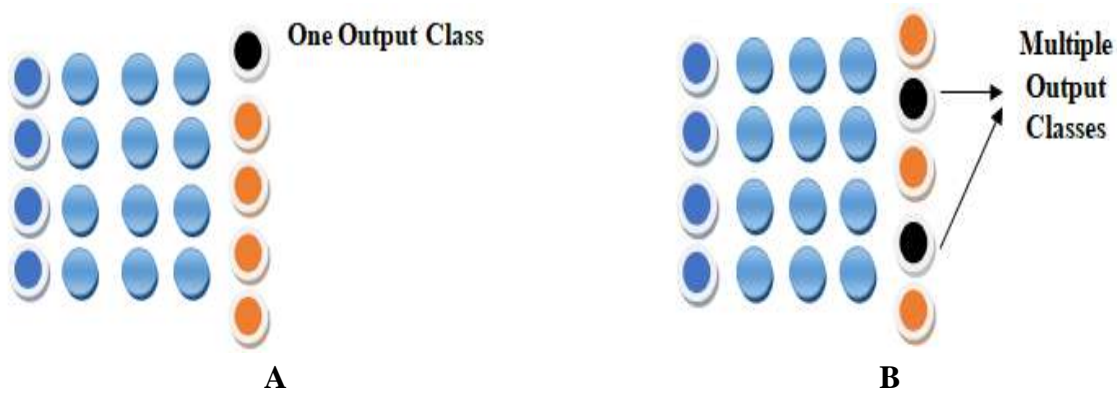 One Output Class
Multiple
Output
Classes
A
B